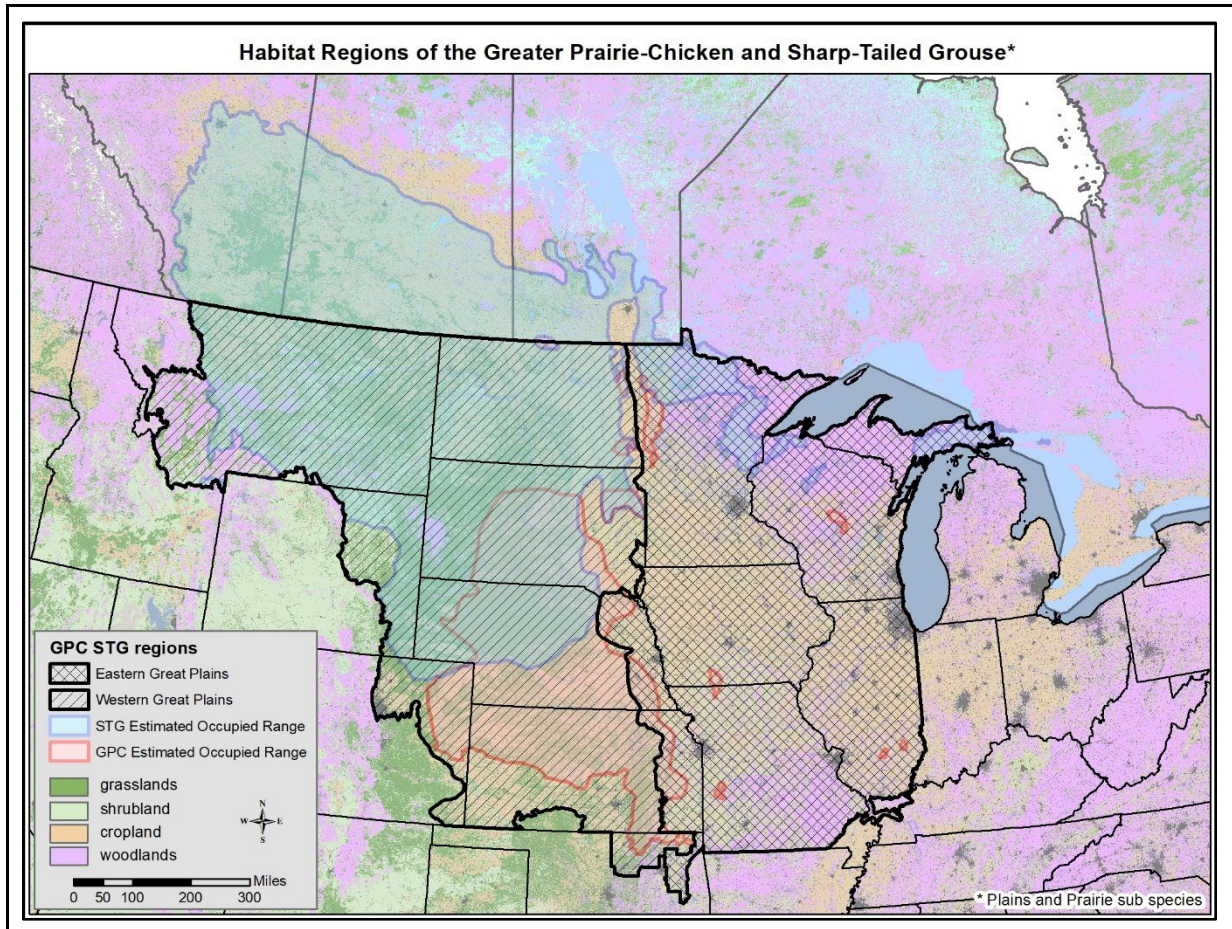 Habitat Regions of the Greater Prairie-Chicken and Sharp-Tailed Grouse*
GPC STG regions
Eastern Great Plains
Western Great Plains
STG Estimated Occupied Range
GPC Estimated Occupied Range
grasslands
shrubland
cropland
woodlands
N
W E
S
Miles
0 50 100 200 300
* Plains and Prairie sub species